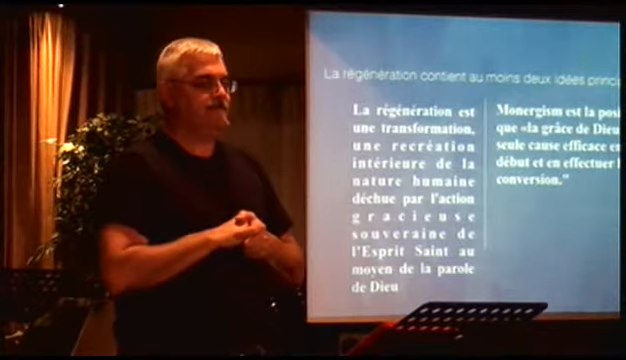 La régénération contient au moins deux idées princi
La régénération est
une transformation,
une recréation
intérieure de la
nature humaine
déchue par l'action
gracieuse
souveraine de
l'Esprit Saint au
moyen de la parole
de Dieu
Monergism est la posi
que «la grâce de Dieu
seule cause efficace en
début et en effectuer l
conversion."